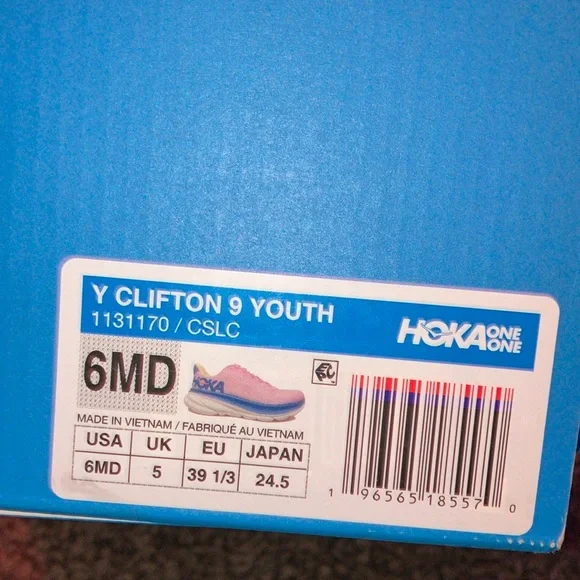 Y CLIFTON 9 YOUTH
1131170 / CSLC
HOKA ONE ONE
6MD
HOKA
MADE IN VIETNAM / FABRIQUÉ AU VIETNAM
USA UK EU JAPAN
6MD 5 39 1/3 24.5
1 96565 18557 0